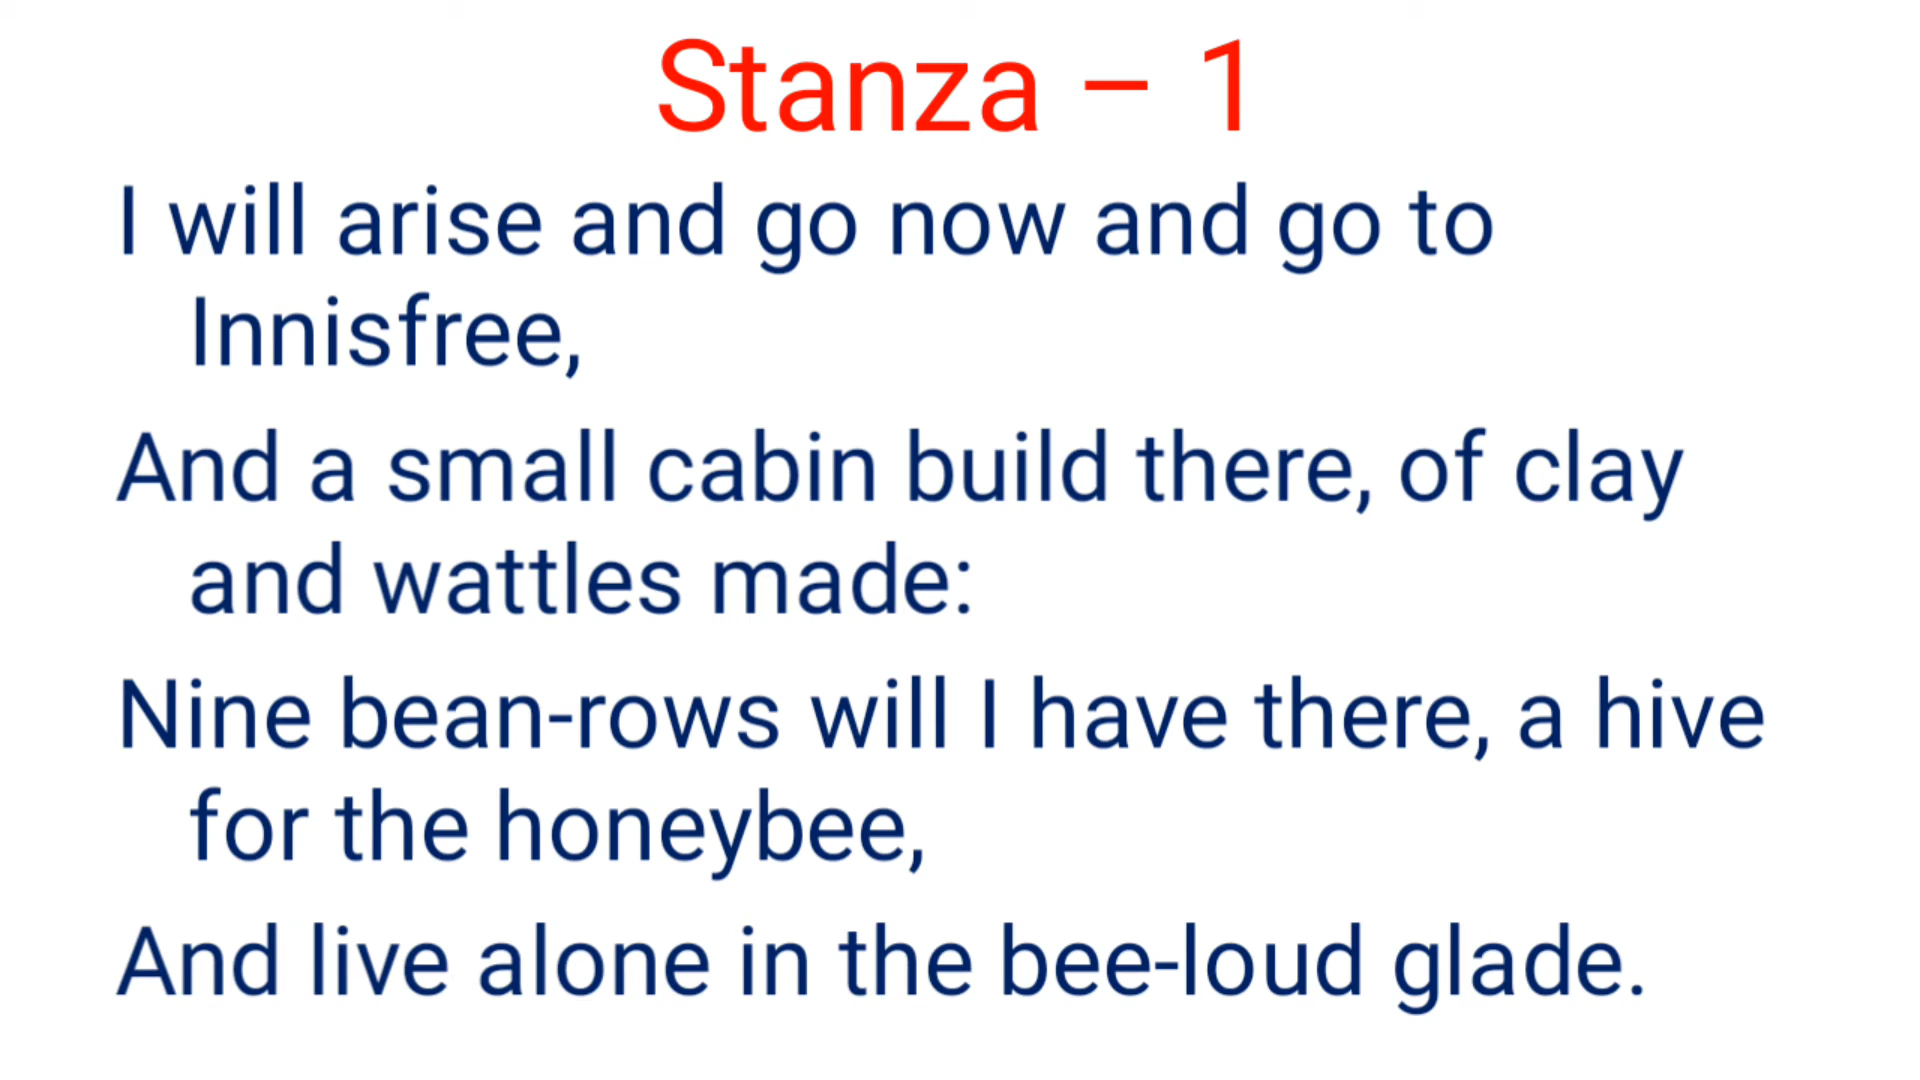 Stanza – 1
I will arise and go now and go to
Innisfree,
And a small cabin build there, of clay
and wattles made:
Nine bean-rows will I have there, a hive
for the honeybee,
And live alone in the bee-loud glade.